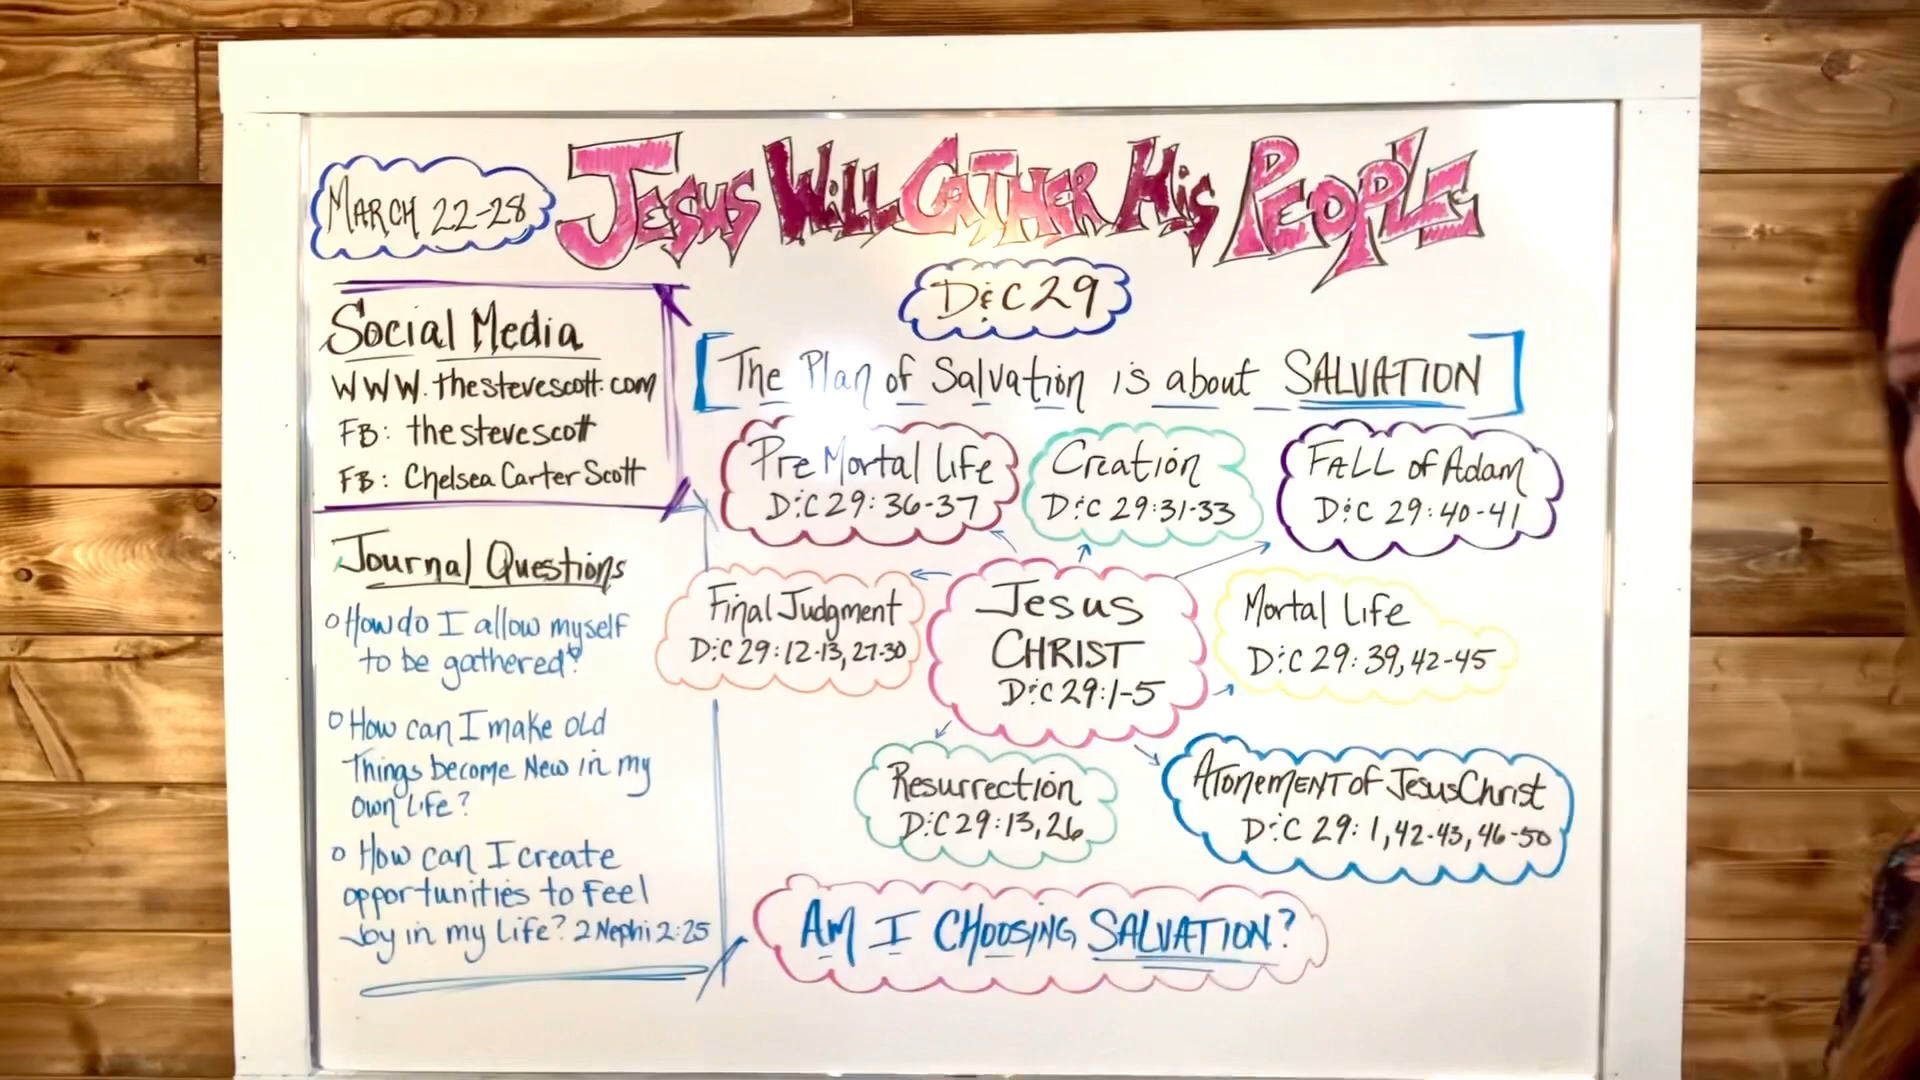 MARCH 22-28
JESUS WILL GATHER HIS PEOPLE
D&C 29
Social Media
WWW.thestevescott.com
FB: thestevescott
FB: Chelsea Carter Scott
[The Plan of Salvation is about SALVATION]
Pre Mortal Life
D&C 29:36-37
Creation
D&C 29:31-33
FALL of Adam
D&C 29:40-41
Final Judgment
D&C 29:12-13, 27-30
Jesus
CHRIST
D&C 29:1-5
Mortal Life
D&C 29:39, 42-45
Resurrection
D&C 29:13, 26
ATONEMENT OF Jesus Christ
D&C 29:1, 42-43, 46-50
Journal Questions
o How do I allow myself
to be gathered?
o How can I make old
Things become New in my
own Life?
o How can I create
opportunities to Feel
Joy in my Life? 2 Nephi 2:25
AM I CHOOSING SALVATION?